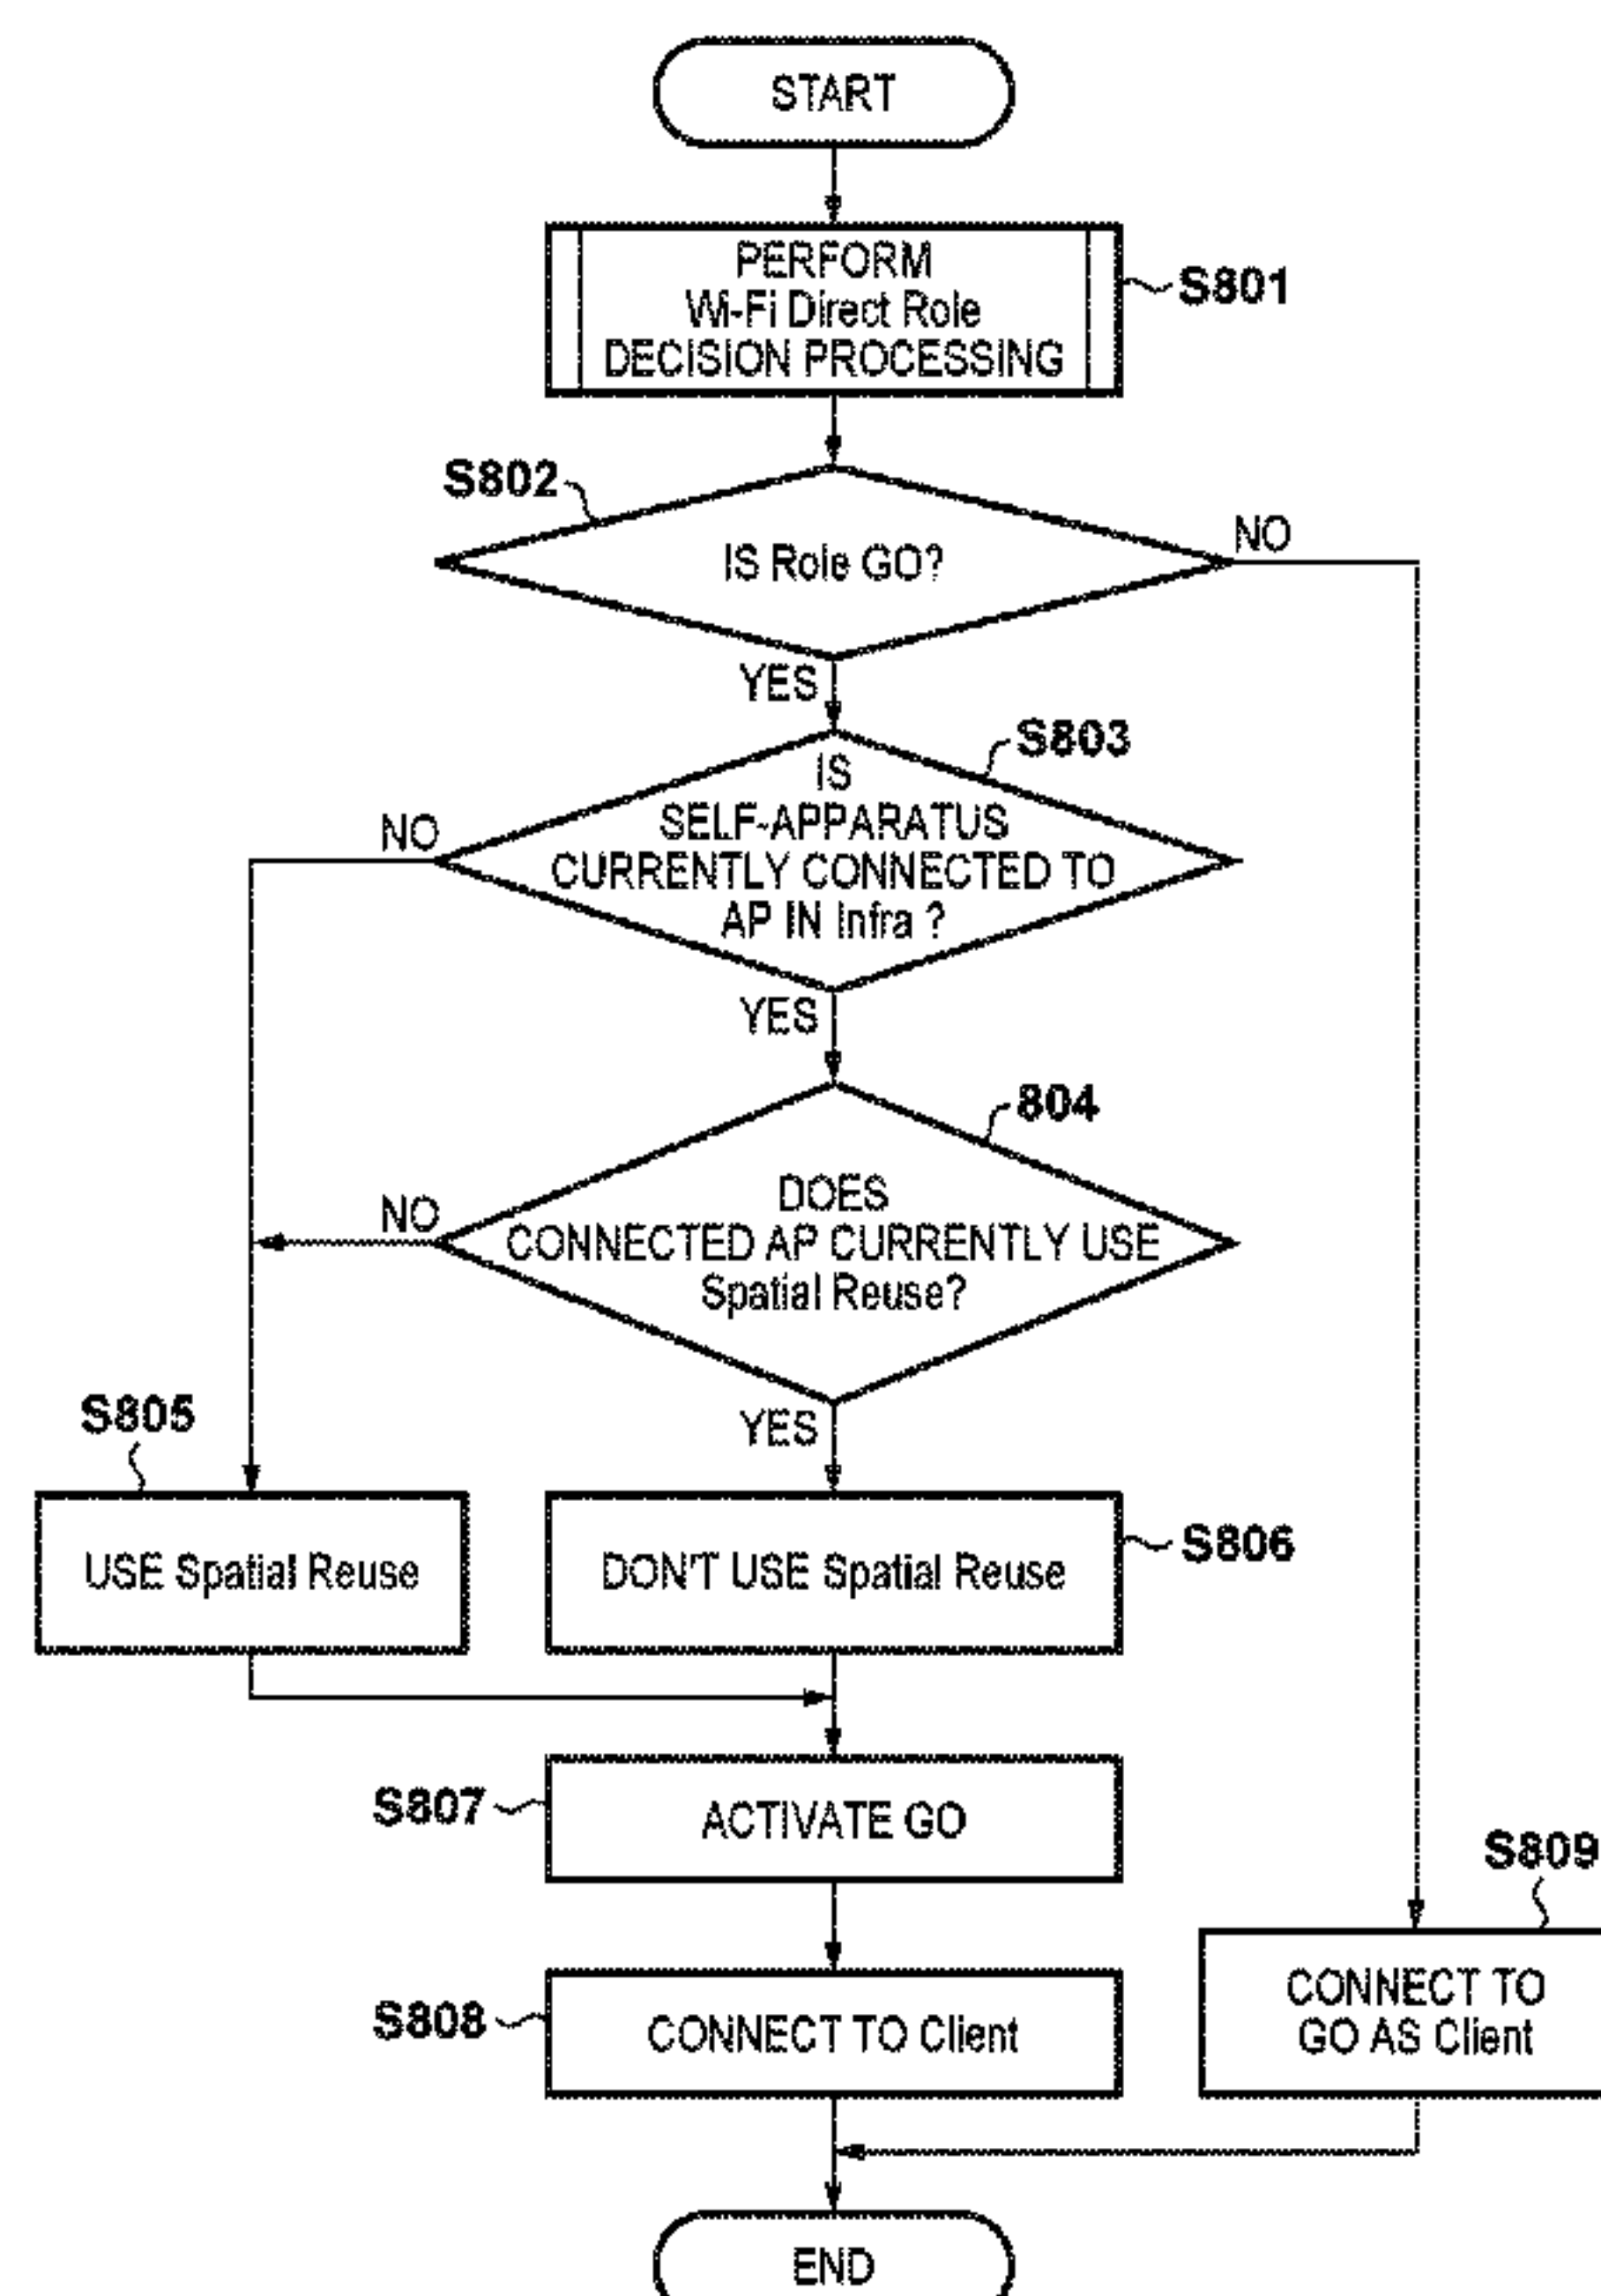 START
PERFORM
Wi-Fi Direct Role
DECISION PROCESSING
S801
S802
IS Role GO?
NO
YES
S803
IS
SELF-APPARATUS
CURRENTLY CONNECTED TO
AP IN Infra ?
NO
YES
804
DOES
CONNECTED AP CURRENTLY USE
Spatial Reuse?
NO
YES
S805
USE Spatial Reuse
DON'T USE Spatial Reuse
S806
S807
ACTIVATE GO
S809
S808
CONNECT TO Client
CONNECT TO
GO AS Client
END